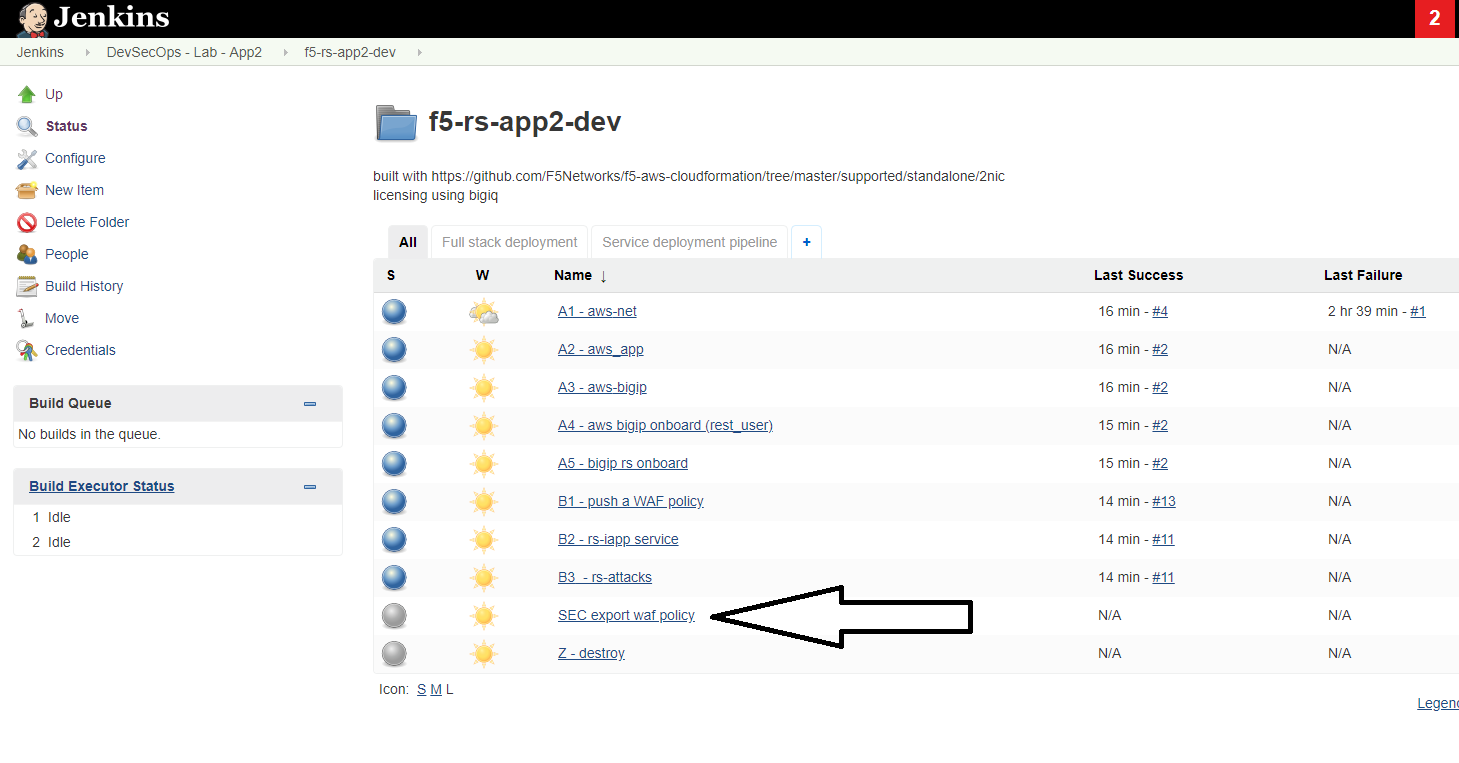 Jenkins
2
Jenkins DevSecOps - Lab - App2 f5-rs-app2-dev
Up
Status
Configure
New Item
Delete Folder
People
Build History
Move
Credentials
Build Queue
No builds in the queue.
Build Executor Status
1 Idle
2 Idle
f5-rs-app2-dev
built with https://github.com/F5Networks/f5-aws-cloudformation/tree/master/supported/standalone/2nic
licensing using bigiq
All Full stack deployment Service deployment pipeline +
S W Name ↓ Last Success Last Failure
A1 - aws-net 16 min - #4 2 hr 39 min - #1
A2 - aws_app 16 min - #2 N/A
A3 - aws-bigip 16 min - #2 N/A
A4 - aws bigip onboard (rest_user) 15 min - #2 N/A
A5 - bigip rs onboard 15 min - #2 N/A
B1 - push a WAF policy 14 min - #13 N/A
B2 - rs-iapp service 14 min - #11 N/A
B3 - rs-attacks 14 min - #11 N/A
SEC export waf policy N/A N/A
Z - destroy N/A N/A
Icon: S M L
Legen